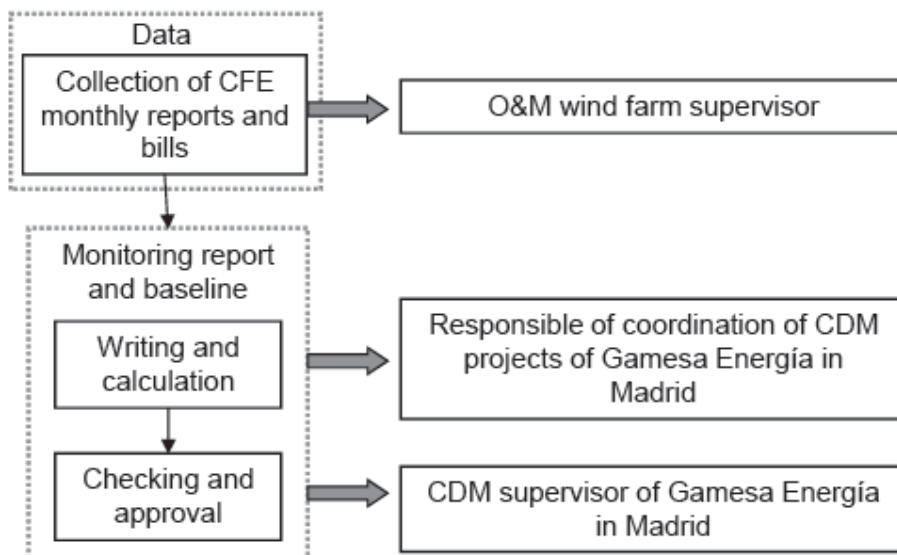 Data
Collection of CFE
monthly reports and
bills
O&M wind farm supervisor
Monitoring report
and baseline
Writing and
calculation
Responsible of coordination of CDM
projects of Gamesa Energía in
Madrid
Checking and
approval
CDM supervisor of Gamesa Energía
in Madrid